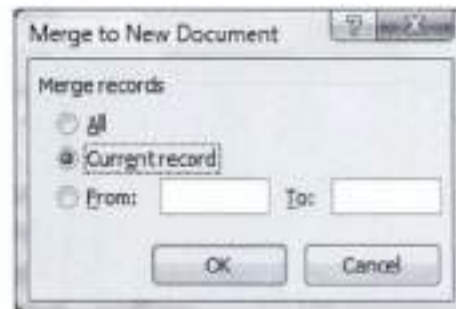 Merge to New Document
Merge records
All
Current record
From: To:
OK Cancel